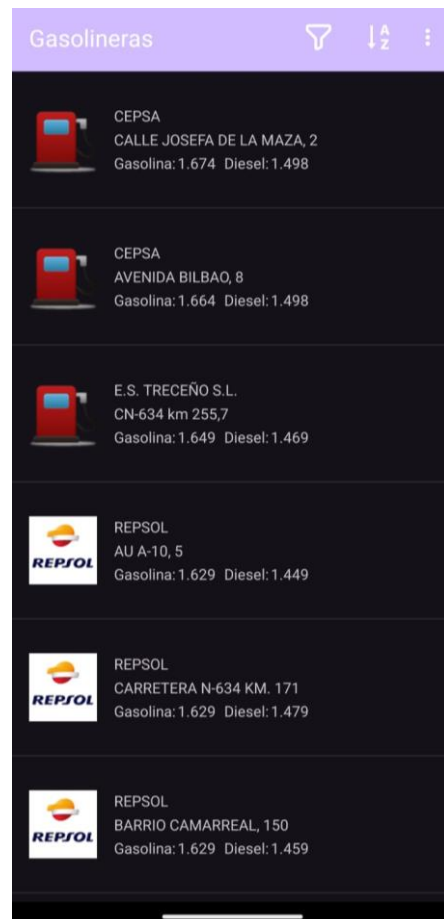 Gasolineras
A
Z
CEPSA
CALLE JOSEFA DE LA MAZA, 2
Gasolina: 1.674 Diesel: 1.498
CEPSA
AVENIDA BILBAO, 8
Gasolina: 1.664 Diesel: 1.498
E.S. TRECEÑO S.L.
CN-634 km 255,7
Gasolina: 1.649 Diesel: 1.469
REPSOL
REPSOL
AU A-10, 5
Gasolina: 1.629 Diesel: 1.449
REPSOL
REPSOL
CARRETERA N-634 KM. 171
Gasolina: 1.629 Diesel: 1.479
REPSOL
REPSOL
BARRIO CAMARREAL, 150
Gasolina: 1.629 Diesel: 1.459